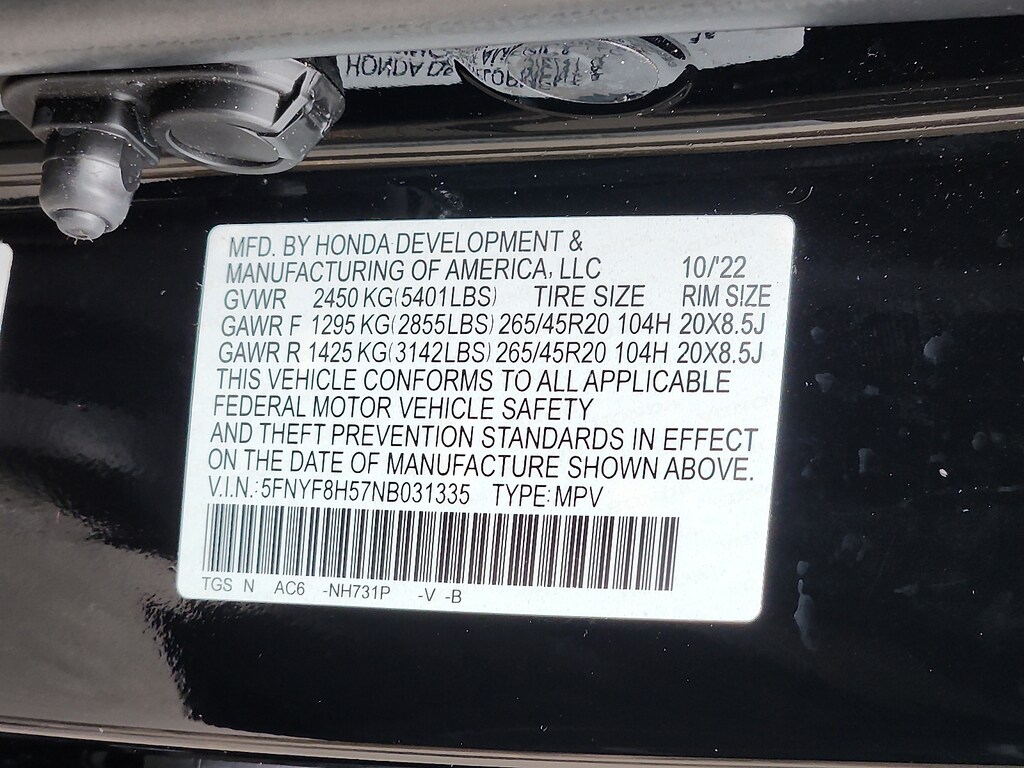 HONDA
MFD. BY HONDA DEVELOPMENT &
MANUFACTURING OF AMERICA, LLC 10/'22
GVWR 2450 KG(5401LBS) TIRE SIZE RIM SIZE
GAWR F 1295 KG(2855LBS) 265/45R20 104H 20X8.5J
GAWR R 1425 KG(3142LBS) 265/45R20 104H 20X8.5J
THIS VEHICLE CONFORMS TO ALL APPLICABLE
FEDERAL MOTOR VEHICLE SAFETY
AND THEFT PREVENTION STANDARDS IN EFFECT
ON THE DATE OF MANUFACTURE SHOWN ABOVE.
V.I.N.: 5FNYF8H57NB031335 TYPE: MPV
TGS N AC6 -NH731P -V -B